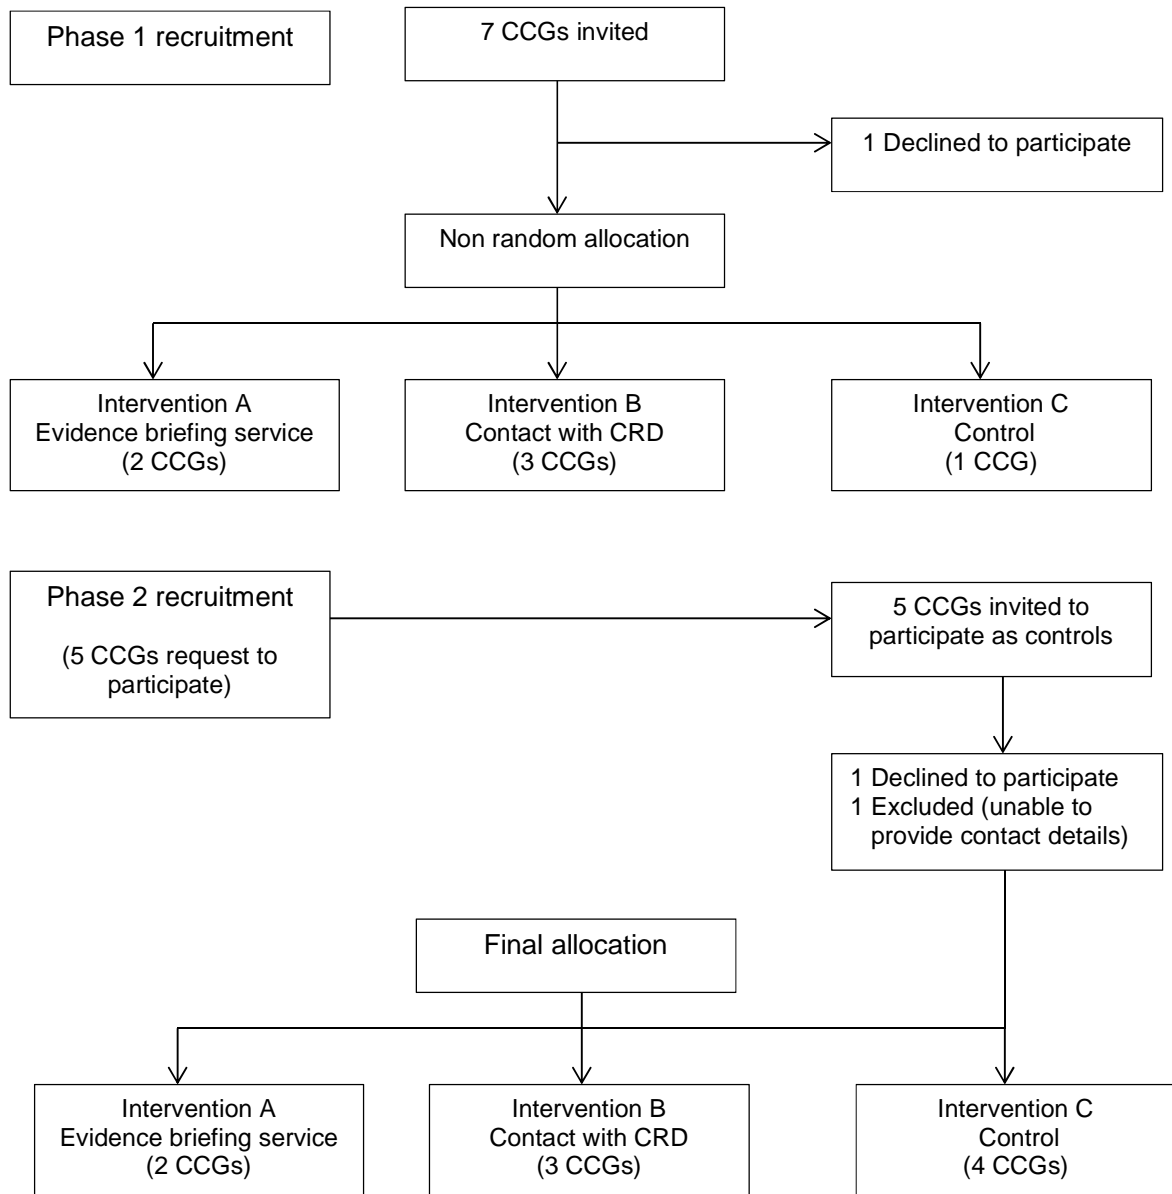 Phase 1 recruitment
7 CCGs invited
1 Declined to participate
Non random allocation
Intervention A
Evidence briefing service
(2 CCGs)
Intervention B
Contact with CRD
(3 CCGs)
Intervention C
Control
(1 CCG)
Phase 2 recruitment
(5 CCGs request to
participate)
5 CCGs invited to
participate as controls
1 Declined to participate
1 Excluded (unable to
provide contact details)
Final allocation
Intervention A
Evidence briefing service
(2 CCGs)
Intervention B
Contact with CRD
(3 CCGs)
Intervention C
Control
(4 CCGs)